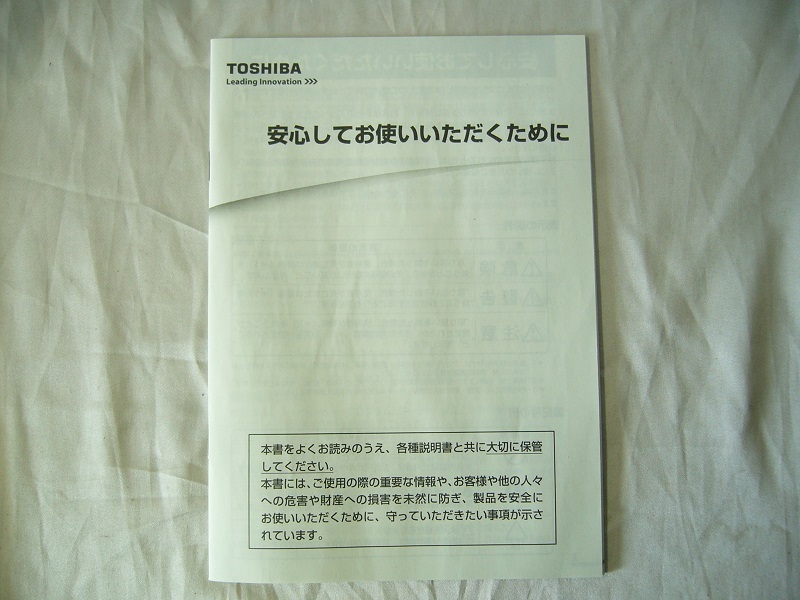 TOSHIBA
Leading Innovation >>>
安心してお使いいただくために
本書をよくお読みのうえ、各種説明書と共に大切に保管
してください。
本書には、ご使用の際の重要な情報や、お客様や他の人々
への危害や財産への損害を未然に防ぎ、製品を安全に
お使いいただくために、守っていただきたい事項が示さ
れています。